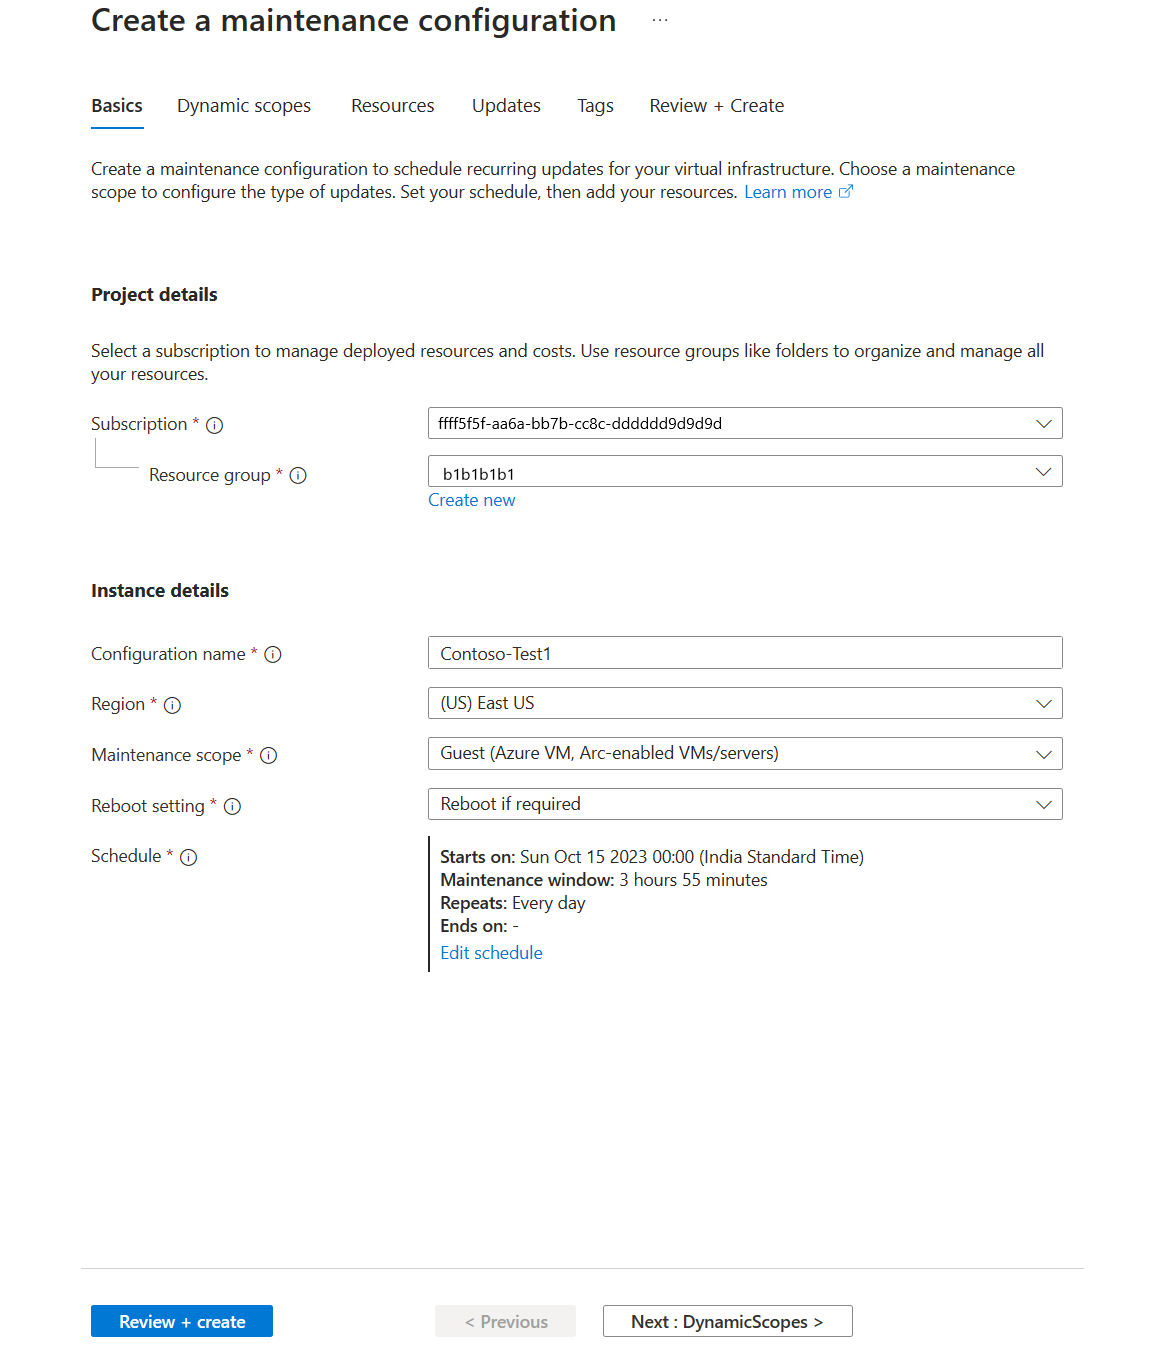 Create a maintenance configuration ...
Basics Dynamic scopes Resources Updates Tags Review + Create
Create a maintenance configuration to schedule recurring updates for your virtual infrastructure. Choose a maintenance
scope to configure the type of updates. Set your schedule, then add your resources. Learn more
Project details
Select a subscription to manage deployed resources and costs. Use resource groups like folders to organize and manage all
your resources.
Subscription * ffff5f5f-aa6a-bb7b-cc8c-dddddd9d9d9d
Resource group * b1b1b1b1
Create new
Instance details
Configuration name * Contoso-Test1
Region * (US) East US
Maintenance scope * Guest (Azure VM, Arc-enabled VMs/servers)
Reboot setting * Reboot if required
Schedule * Starts on: Sun Oct 15 2023 00:00 (India Standard Time)
Maintenance window: 3 hours 55 minutes
Repeats: Every day
Ends on: -
Edit schedule
Review + create < Previous Next : DynamicScopes >